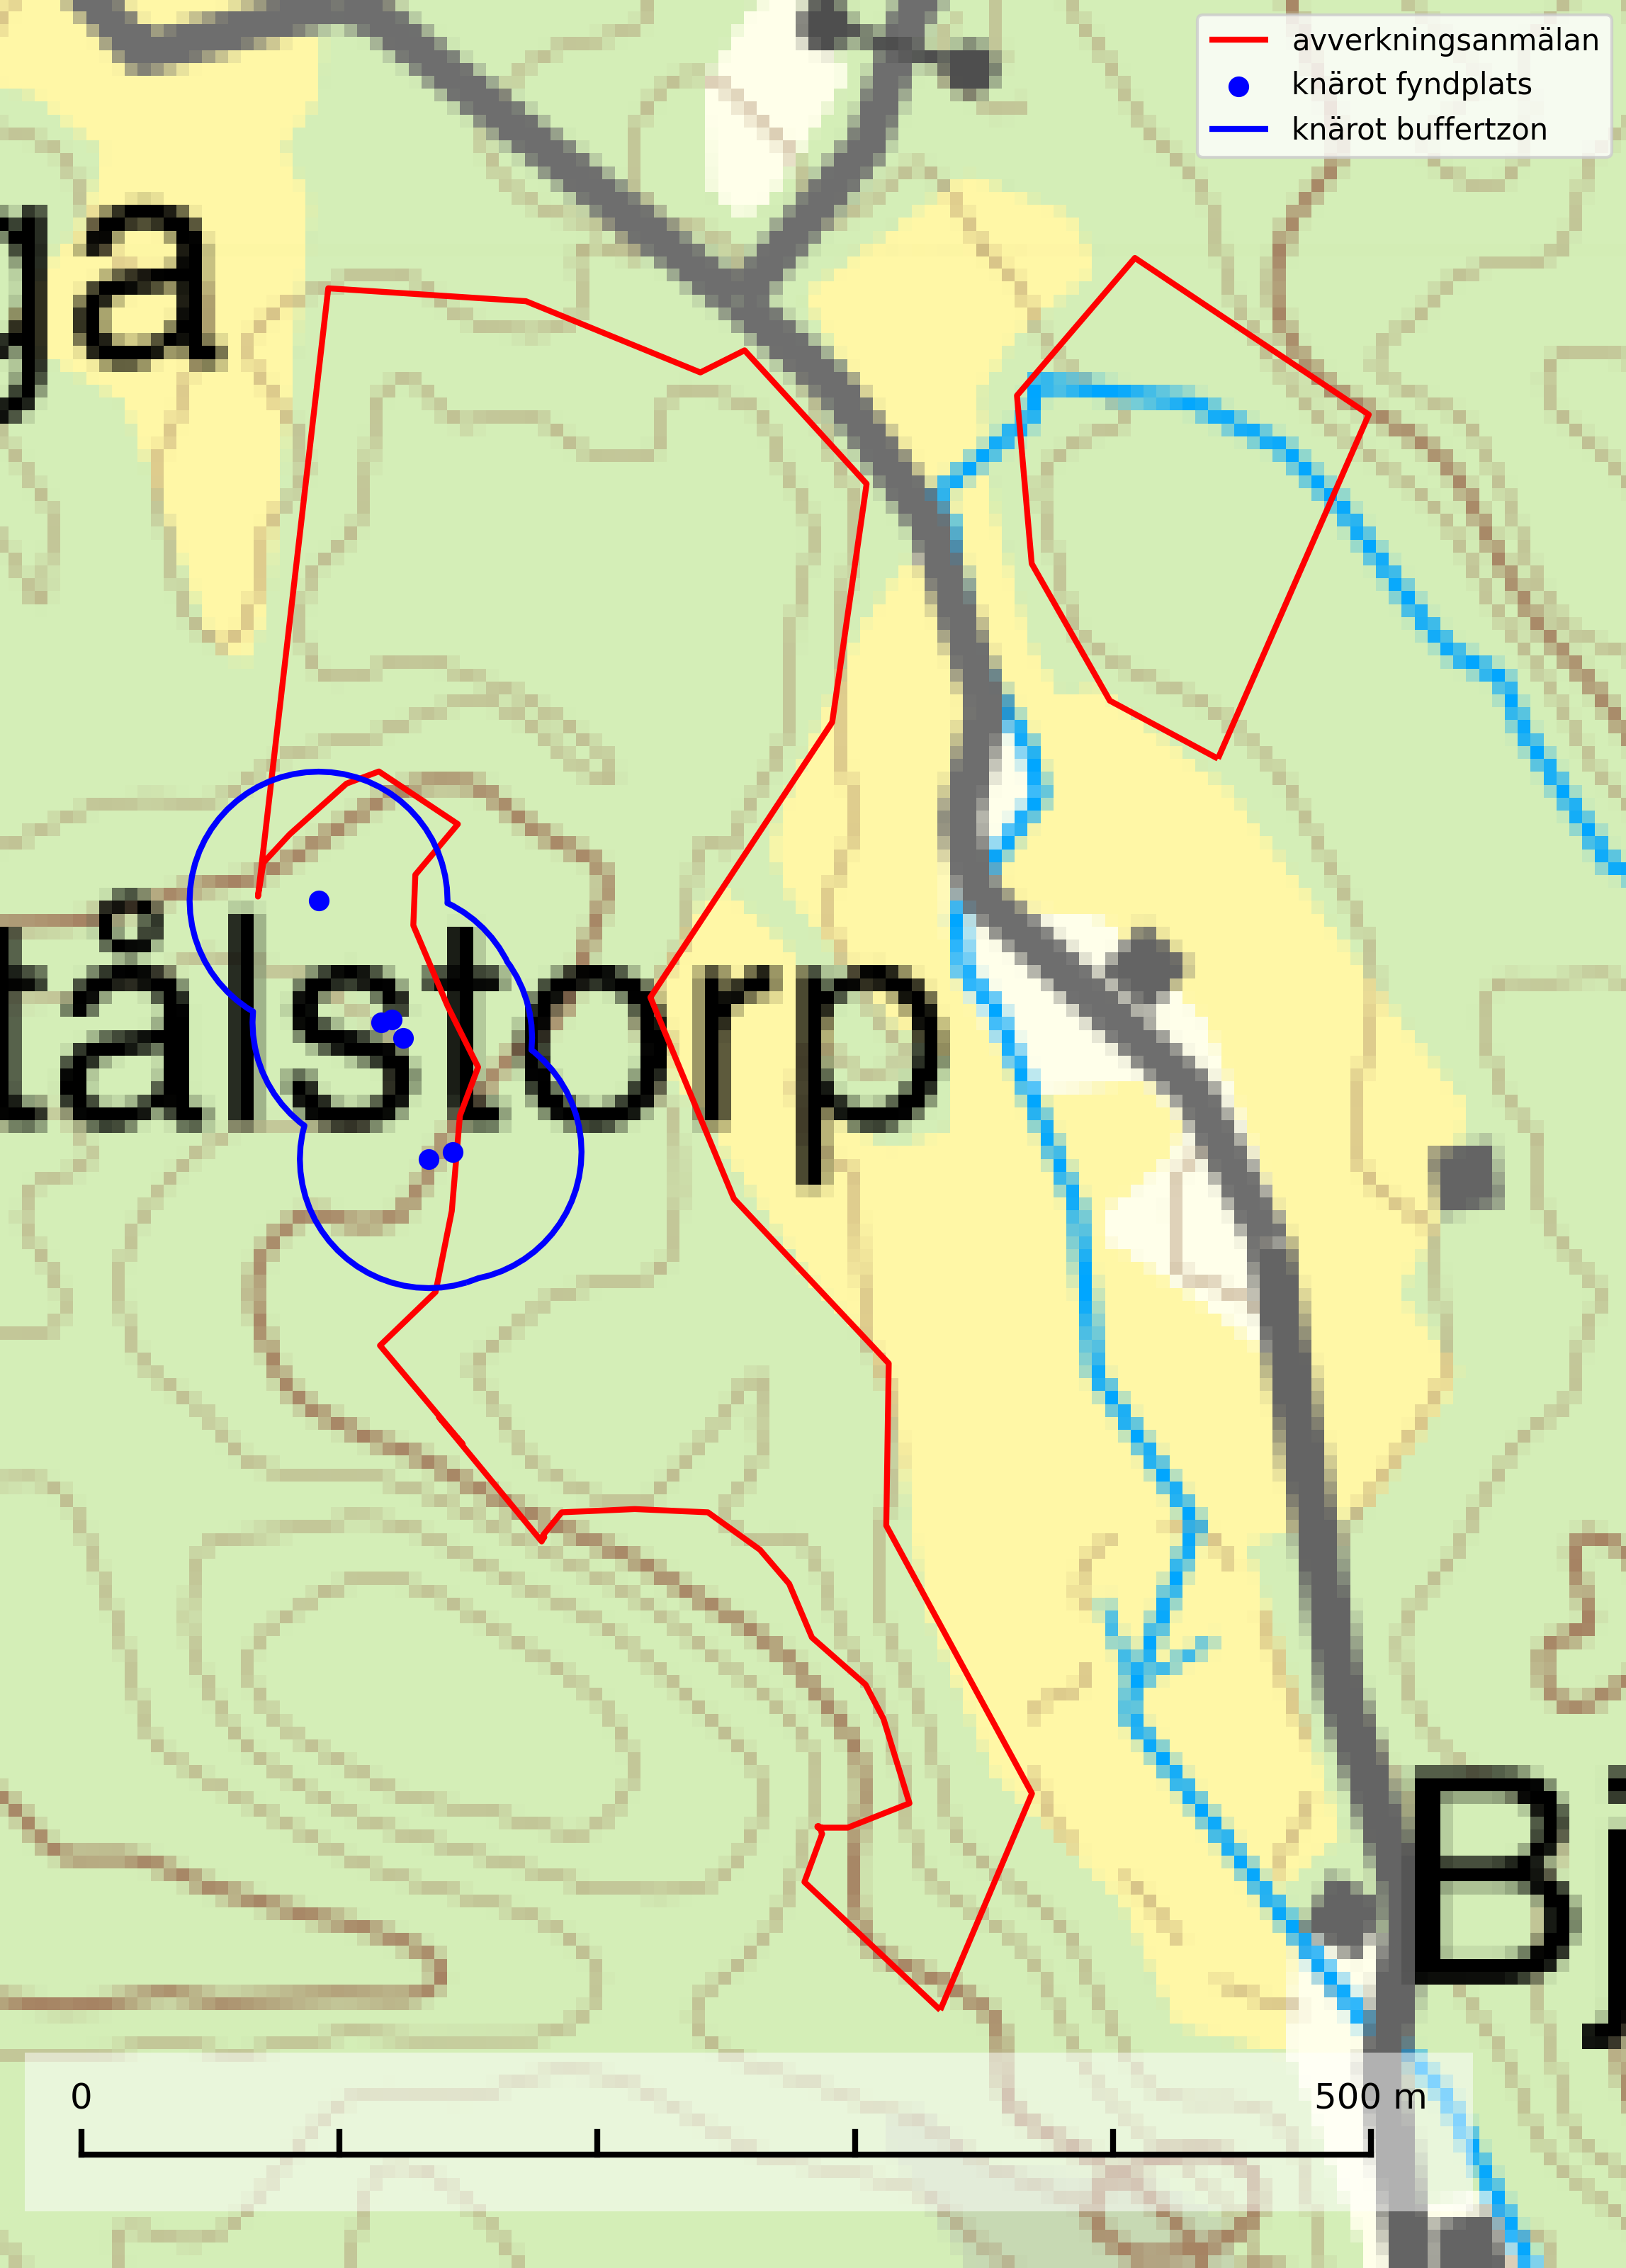 avverkningsanmälan
knärot fyndplats
knärot buffertzon
ga
tålstorp
Bj
0 500 m